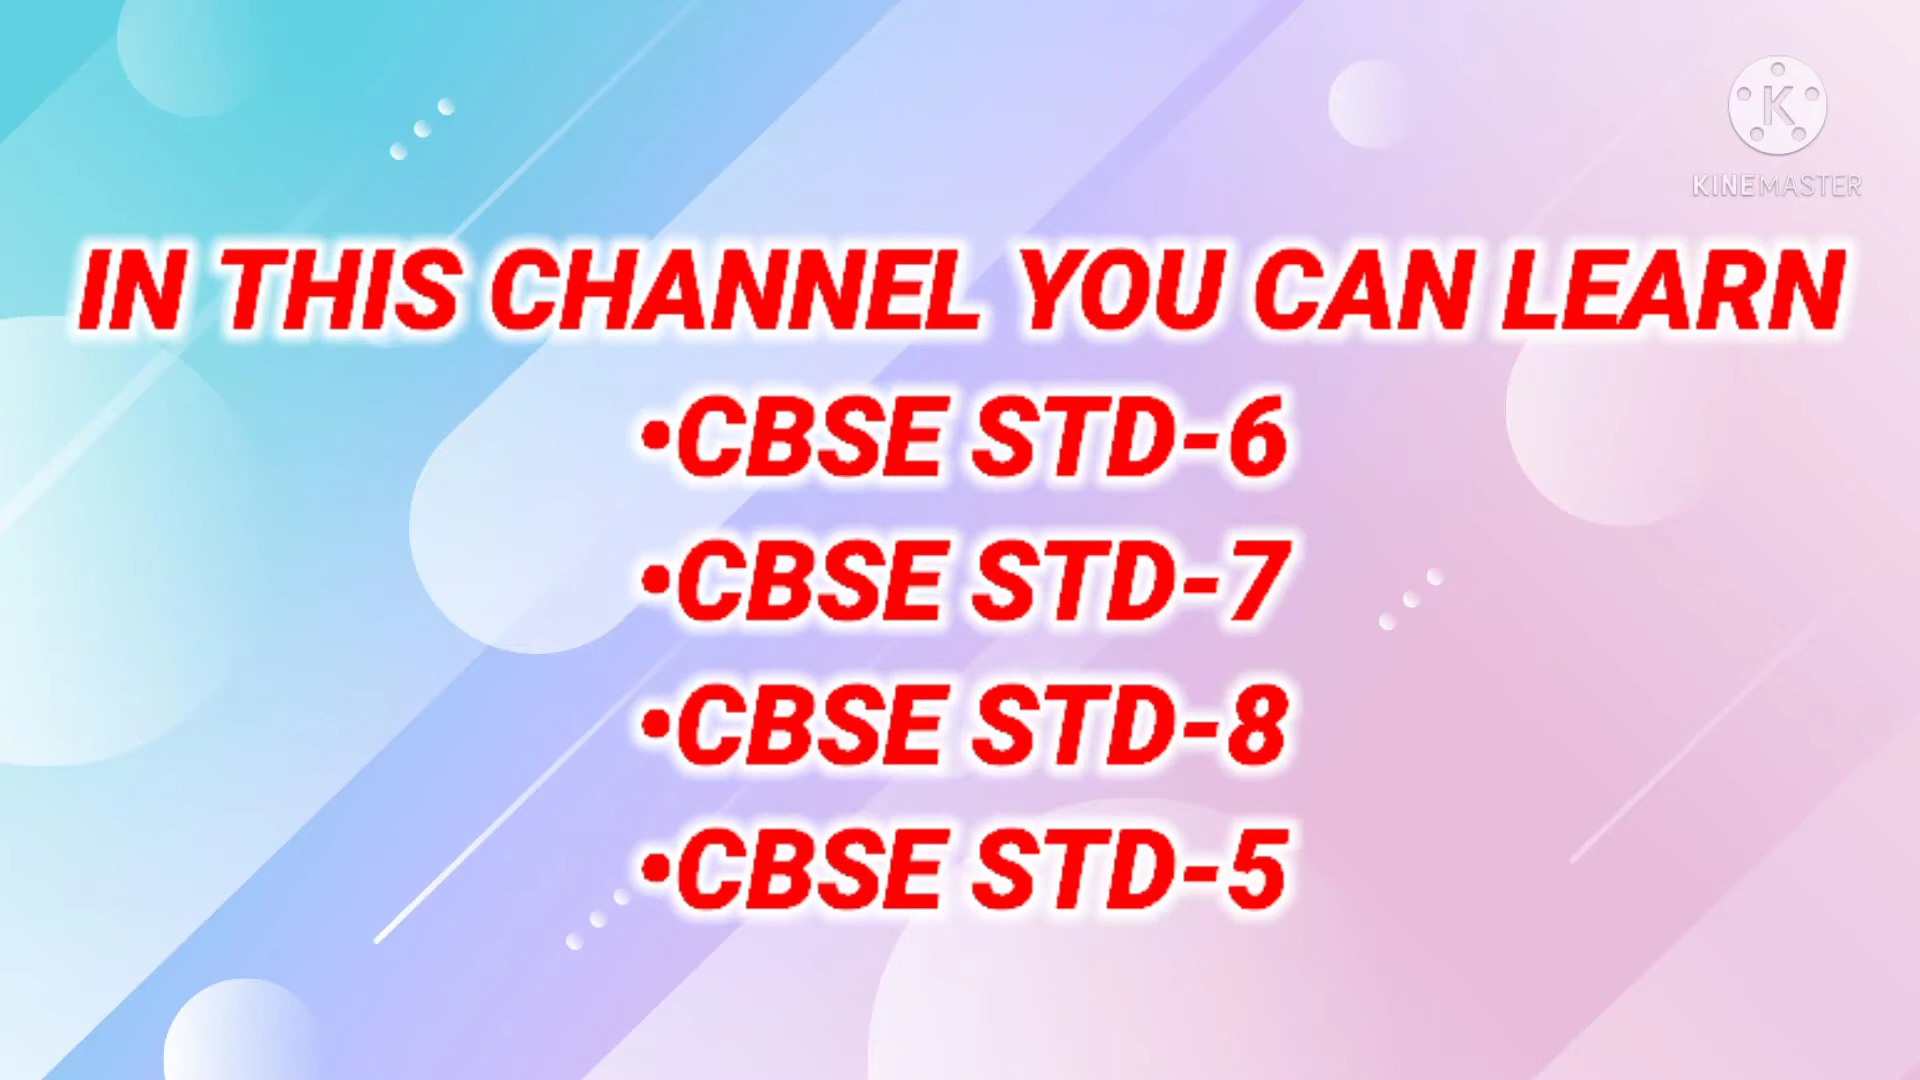 K
KINEMASTER
IN THIS CHANNEL YOU CAN LEARN
•CBSE STD-6
•CBSE STD-7
•CBSE STD-8
•CBSE STD-5